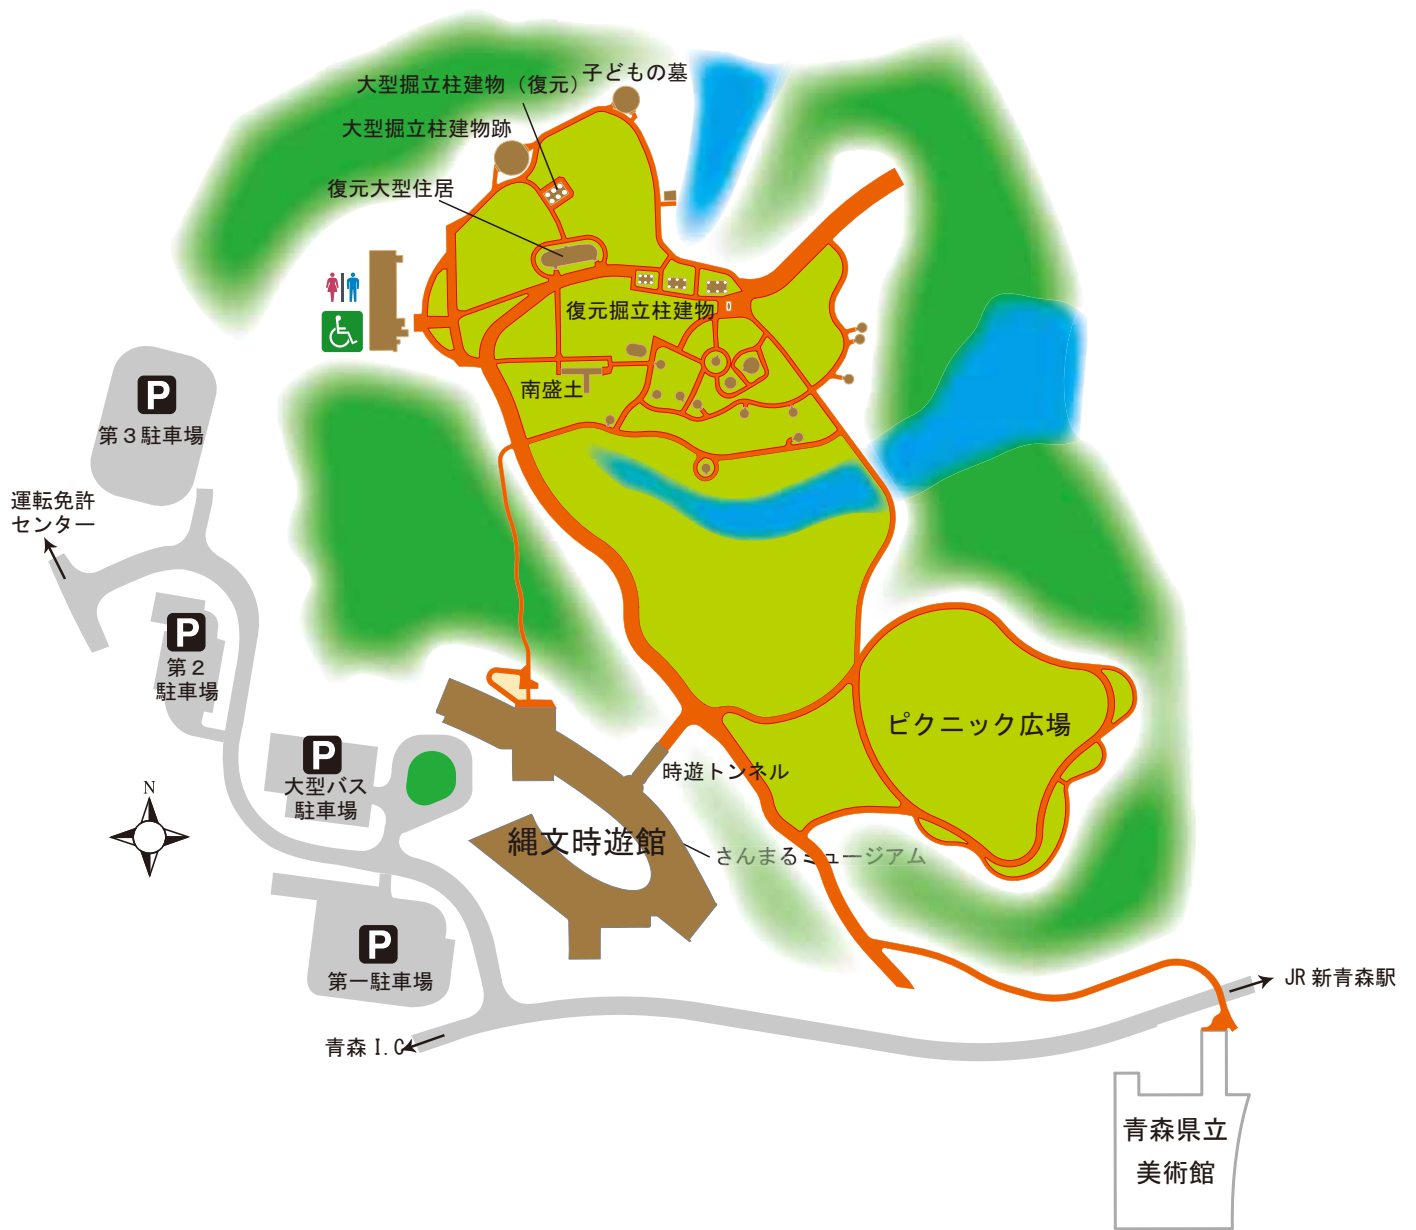 大型掘立柱建物（復元）
子どもの墓
大型掘立柱建物跡
復元大型住居
復元掘立柱建物
南盛土
P
第３駐車場
運転免許
センター
P
第２
駐車場
P
大型バス
駐車場
N
ピクニック広場
時遊トンネル
縄文時遊館
さんまるミュージアム
P
第一駐車場
JR 新青森駅
青森 I.C
青森県立
美術館